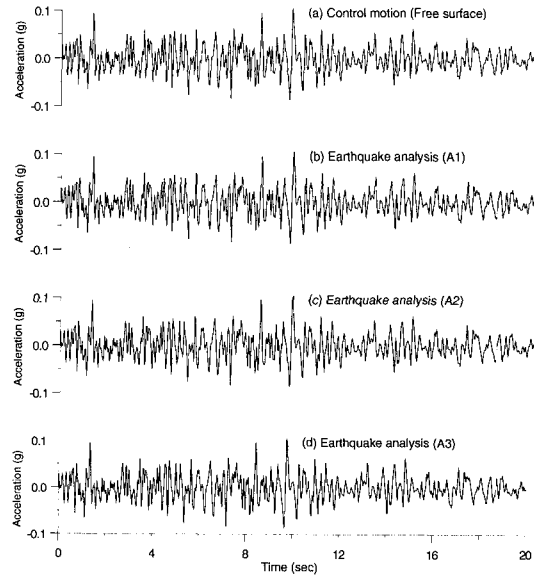 (a) Control motion (Free surface)
Acceleration (g)
0.1
0.0
-0.1
(b) Earthquake analysis (A1)
Acceleration (g)
0.1
0.0
-0.1
(c) Earthquake analysis (A2)
Acceleration (g)
0.1
0.0
-0.1
(d) Earthquake analysis (A3)
Acceleration (g)
0.1
0.0
-0.1
0 4 8 12 16 20
Time (sec)